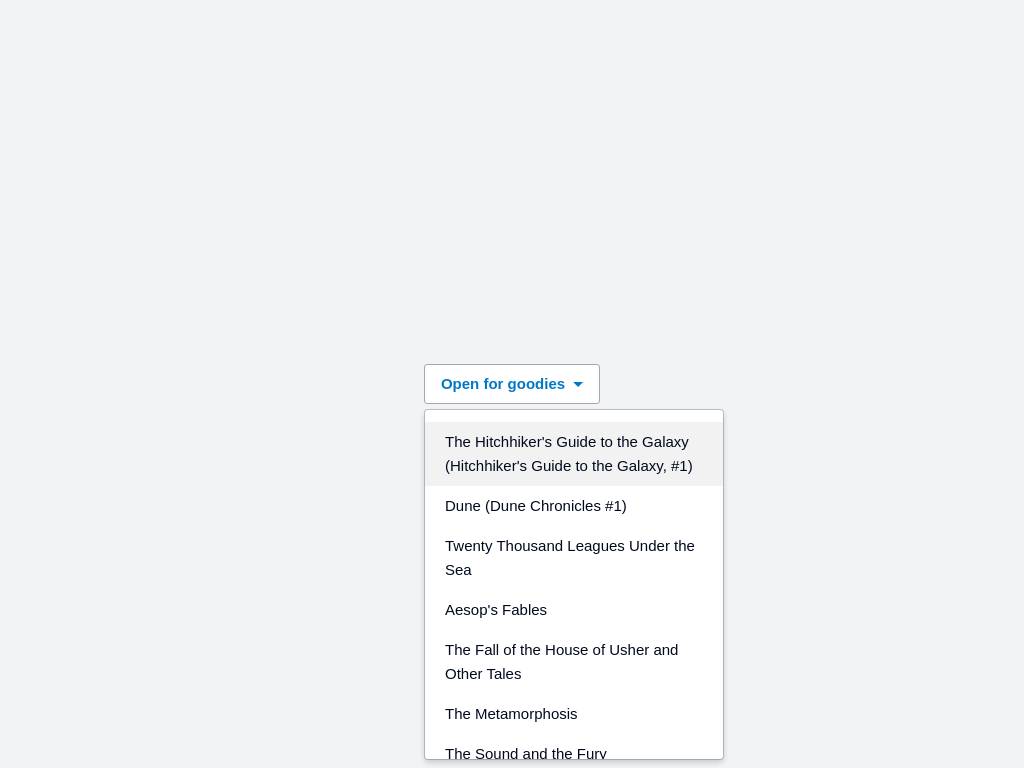 Open for goodies
The Hitchhiker's Guide to the Galaxy
(Hitchhiker's Guide to the Galaxy, #1)
Dune (Dune Chronicles #1)
Twenty Thousand Leagues Under the
Sea
Aesop's Fables
The Fall of the House of Usher and
Other Tales
The Metamorphosis
The Sound and the Fury